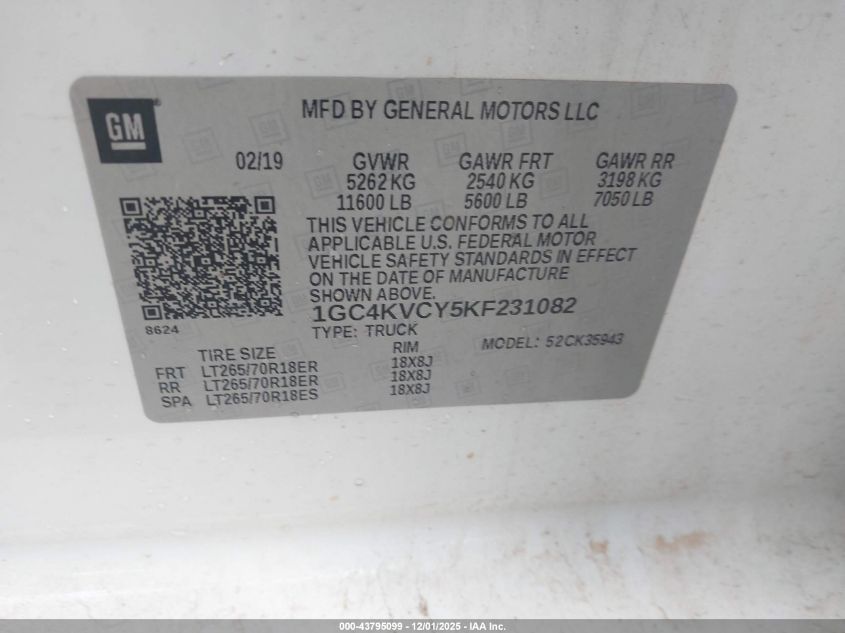 GM
MFD BY GENERAL MOTORS LLC
02/19 GVWR GAWR FRT GAWR RR
5262 KG 2540 KG 3198 KG
11600 LB 5600 LB 7050 LB
THIS VEHICLE CONFORMS TO ALL
APPLICABLE U.S. FEDERAL MOTOR
VEHICLE SAFETY STANDARDS IN EFFECT
ON THE DATE OF MANUFACTURE
SHOWN ABOVE.
8624
1GC4KVCY5KF231082
TYPE: TRUCK
MODEL: 52CK35943
TIRE SIZE RIM
FRT LT265/70R18ER 18X8J
RR LT265/70R18ER 18X8J
SPA LT265/70R18ES 18X8J
000-43795099 - 12/01/2025 - IAA Inc.